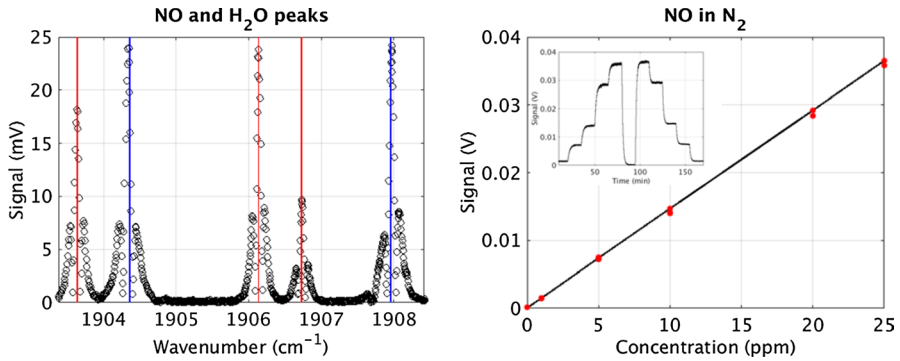 NO and H₂O peaks
25
20
15
10
5
0
Signal (mV)
1904 1905 1906 1907 1908
Wavenumber (cm⁻¹)
NO in N₂
0.04
0.03
0.02
0.01
0
Signal (V)
0 5 10 15 20 25
Concentration (ppm)
0.04
0.03
0.02
0.01
0
Signal (V)
50 100 150
Time (min)